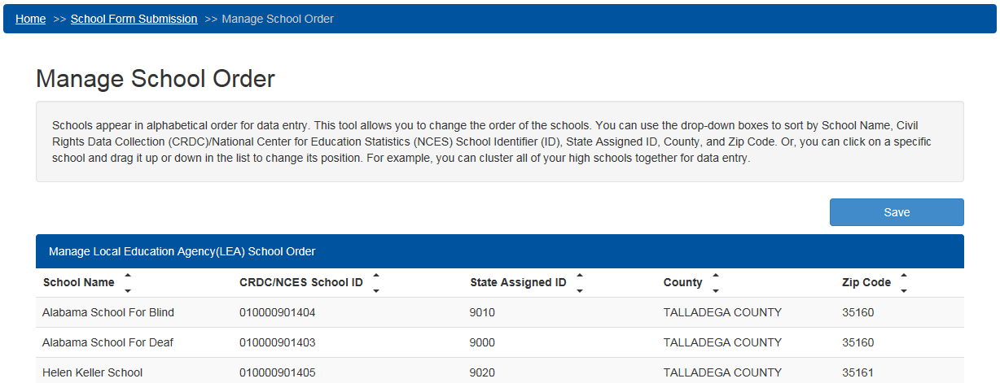 Home >> School Form Submission >> Manage School Order
Manage School Order
Schools appear in alphabetical order for data entry. This tool allows you to change the order of the schools. You can use the drop-down boxes to sort by School Name, Civil
Rights Data Collection (CRDC)/National Center for Education Statistics (NCES) School Identifier (ID), State Assigned ID, County, and Zip Code. Or, you can click on a specific
school and drag it up or down in the list to change its position. For example, you can cluster all of your high schools together for data entry.
Save
Manage Local Education Agency(LEA) School Order
School Name CRDC/NCES School ID State Assigned ID County Zip Code
Alabama School For Blind 010000901404 9010 TALLADEGA COUNTY 35160
Alabama School For Deaf 010000901403 9000 TALLADEGA COUNTY 35160
Helen Keller School 010000901405 9020 TALLADEGA COUNTY 35161